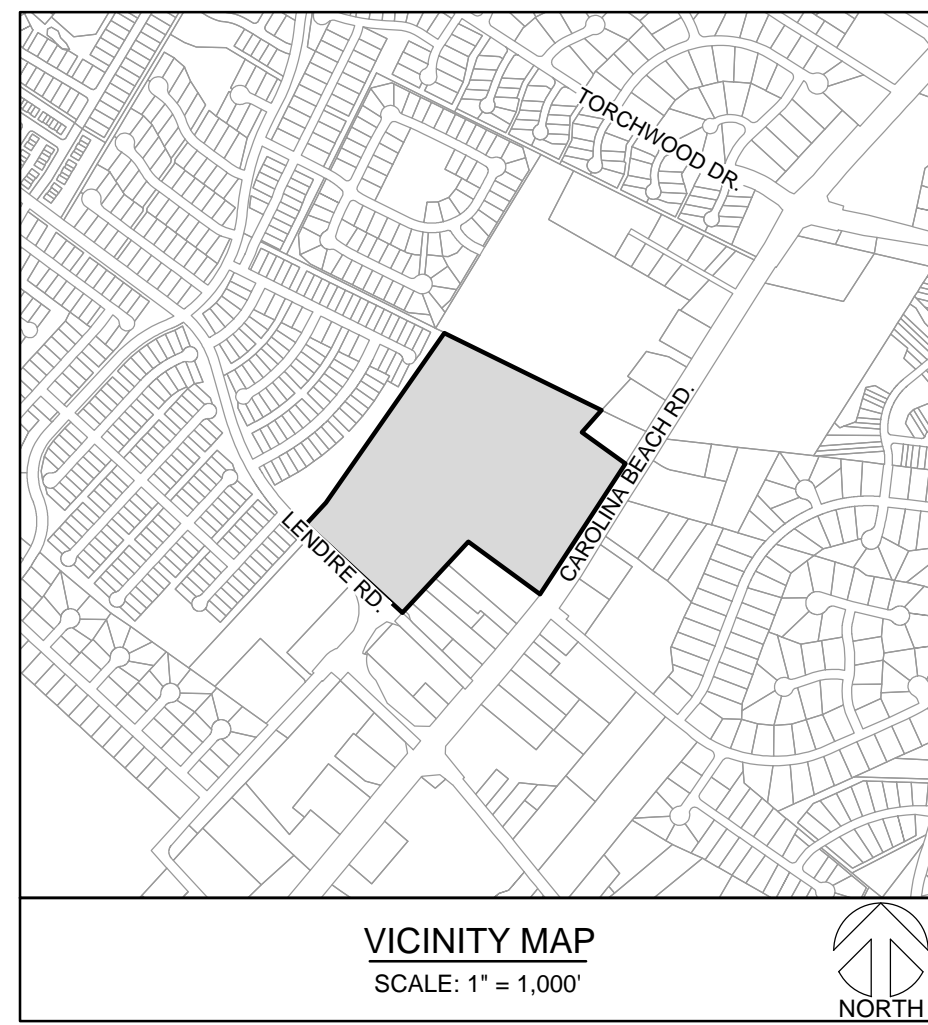 TORCHWOOD DR.
CAROLINA BEACH RD.
LENDIRE RD.
VICINITY MAP
SCALE: 1" = 1,000'
NORTH